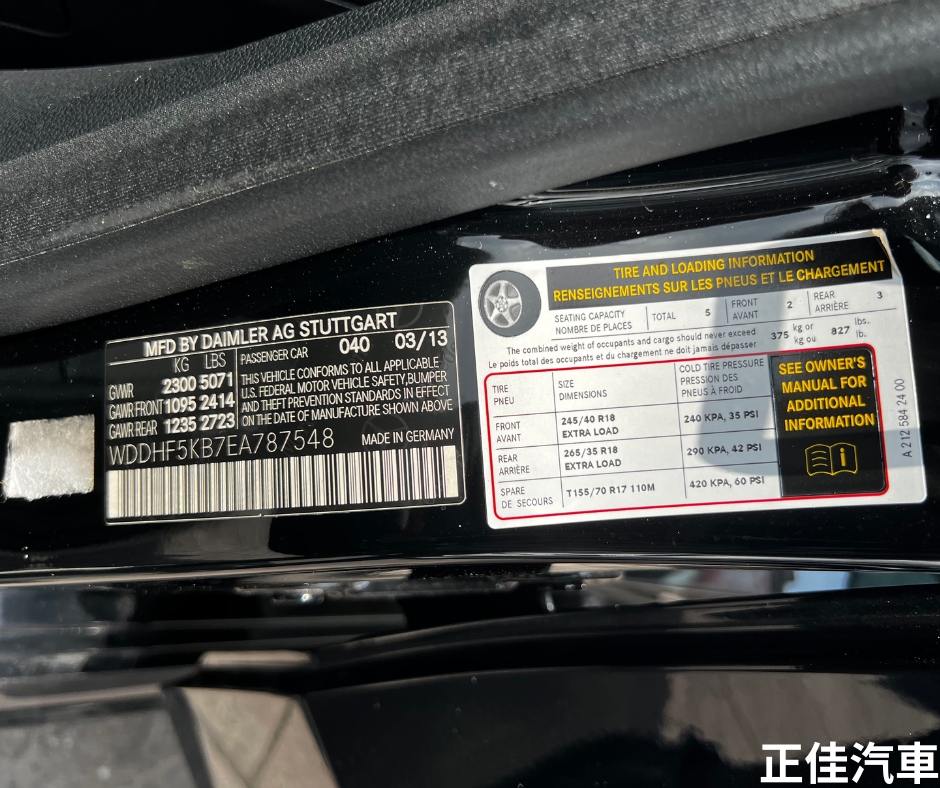 MFD BY DAIMLER AG STUTTGART
KG LBS PASSENGER CAR 040 03/13
GVWR 2300 5071
GAWR FRONT 1095 2414
GAWR REAR 1235 2723
THIS VEHICLE CONFORMS TO ALL APPLICABLE
U.S. FEDERAL MOTOR VEHICLE SAFETY,BUMPER
AND THEFT PREVENTION STANDARDS IN EFFECT
ON THE DATE OF MANUFACTURE SHOWN ABOVE
WDDHF5KB7EA787548 MADE IN GERMANY
TIRE AND LOADING INFORMATION
RENSEIGNEMENTS SUR LES PNEUS ET LE CHARGEMENT
SEATING CAPACITY
NOMBRE DE PLACES
TOTAL 5
FRONT
AVANT
2
REAR
ARRIÈRE
3
The combined weight of occupants and cargo should never exceed
Le poids total des occupants et du chargement ne doit jamais dépasser
375 kg or
kg ou
827 lbs.
lb.
TIRE
PNEU
SIZE
DIMENSIONS
COLD TIRE PRESSURE
PRESSION DES
PNEUS À FROID
FRONT
AVANT
245/40 R18
EXTRA LOAD
240 KPA, 35 PSI
REAR
ARRIÈRE
265/35 R18
EXTRA LOAD
290 KPA, 42 PSI
SPARE
DE SECOURS
T155/70 R17 110M
420 KPA, 60 PSI
SEE OWNER'S
MANUAL FOR
ADDITIONAL
INFORMATION
A 212 584 24 00
正佳汽車